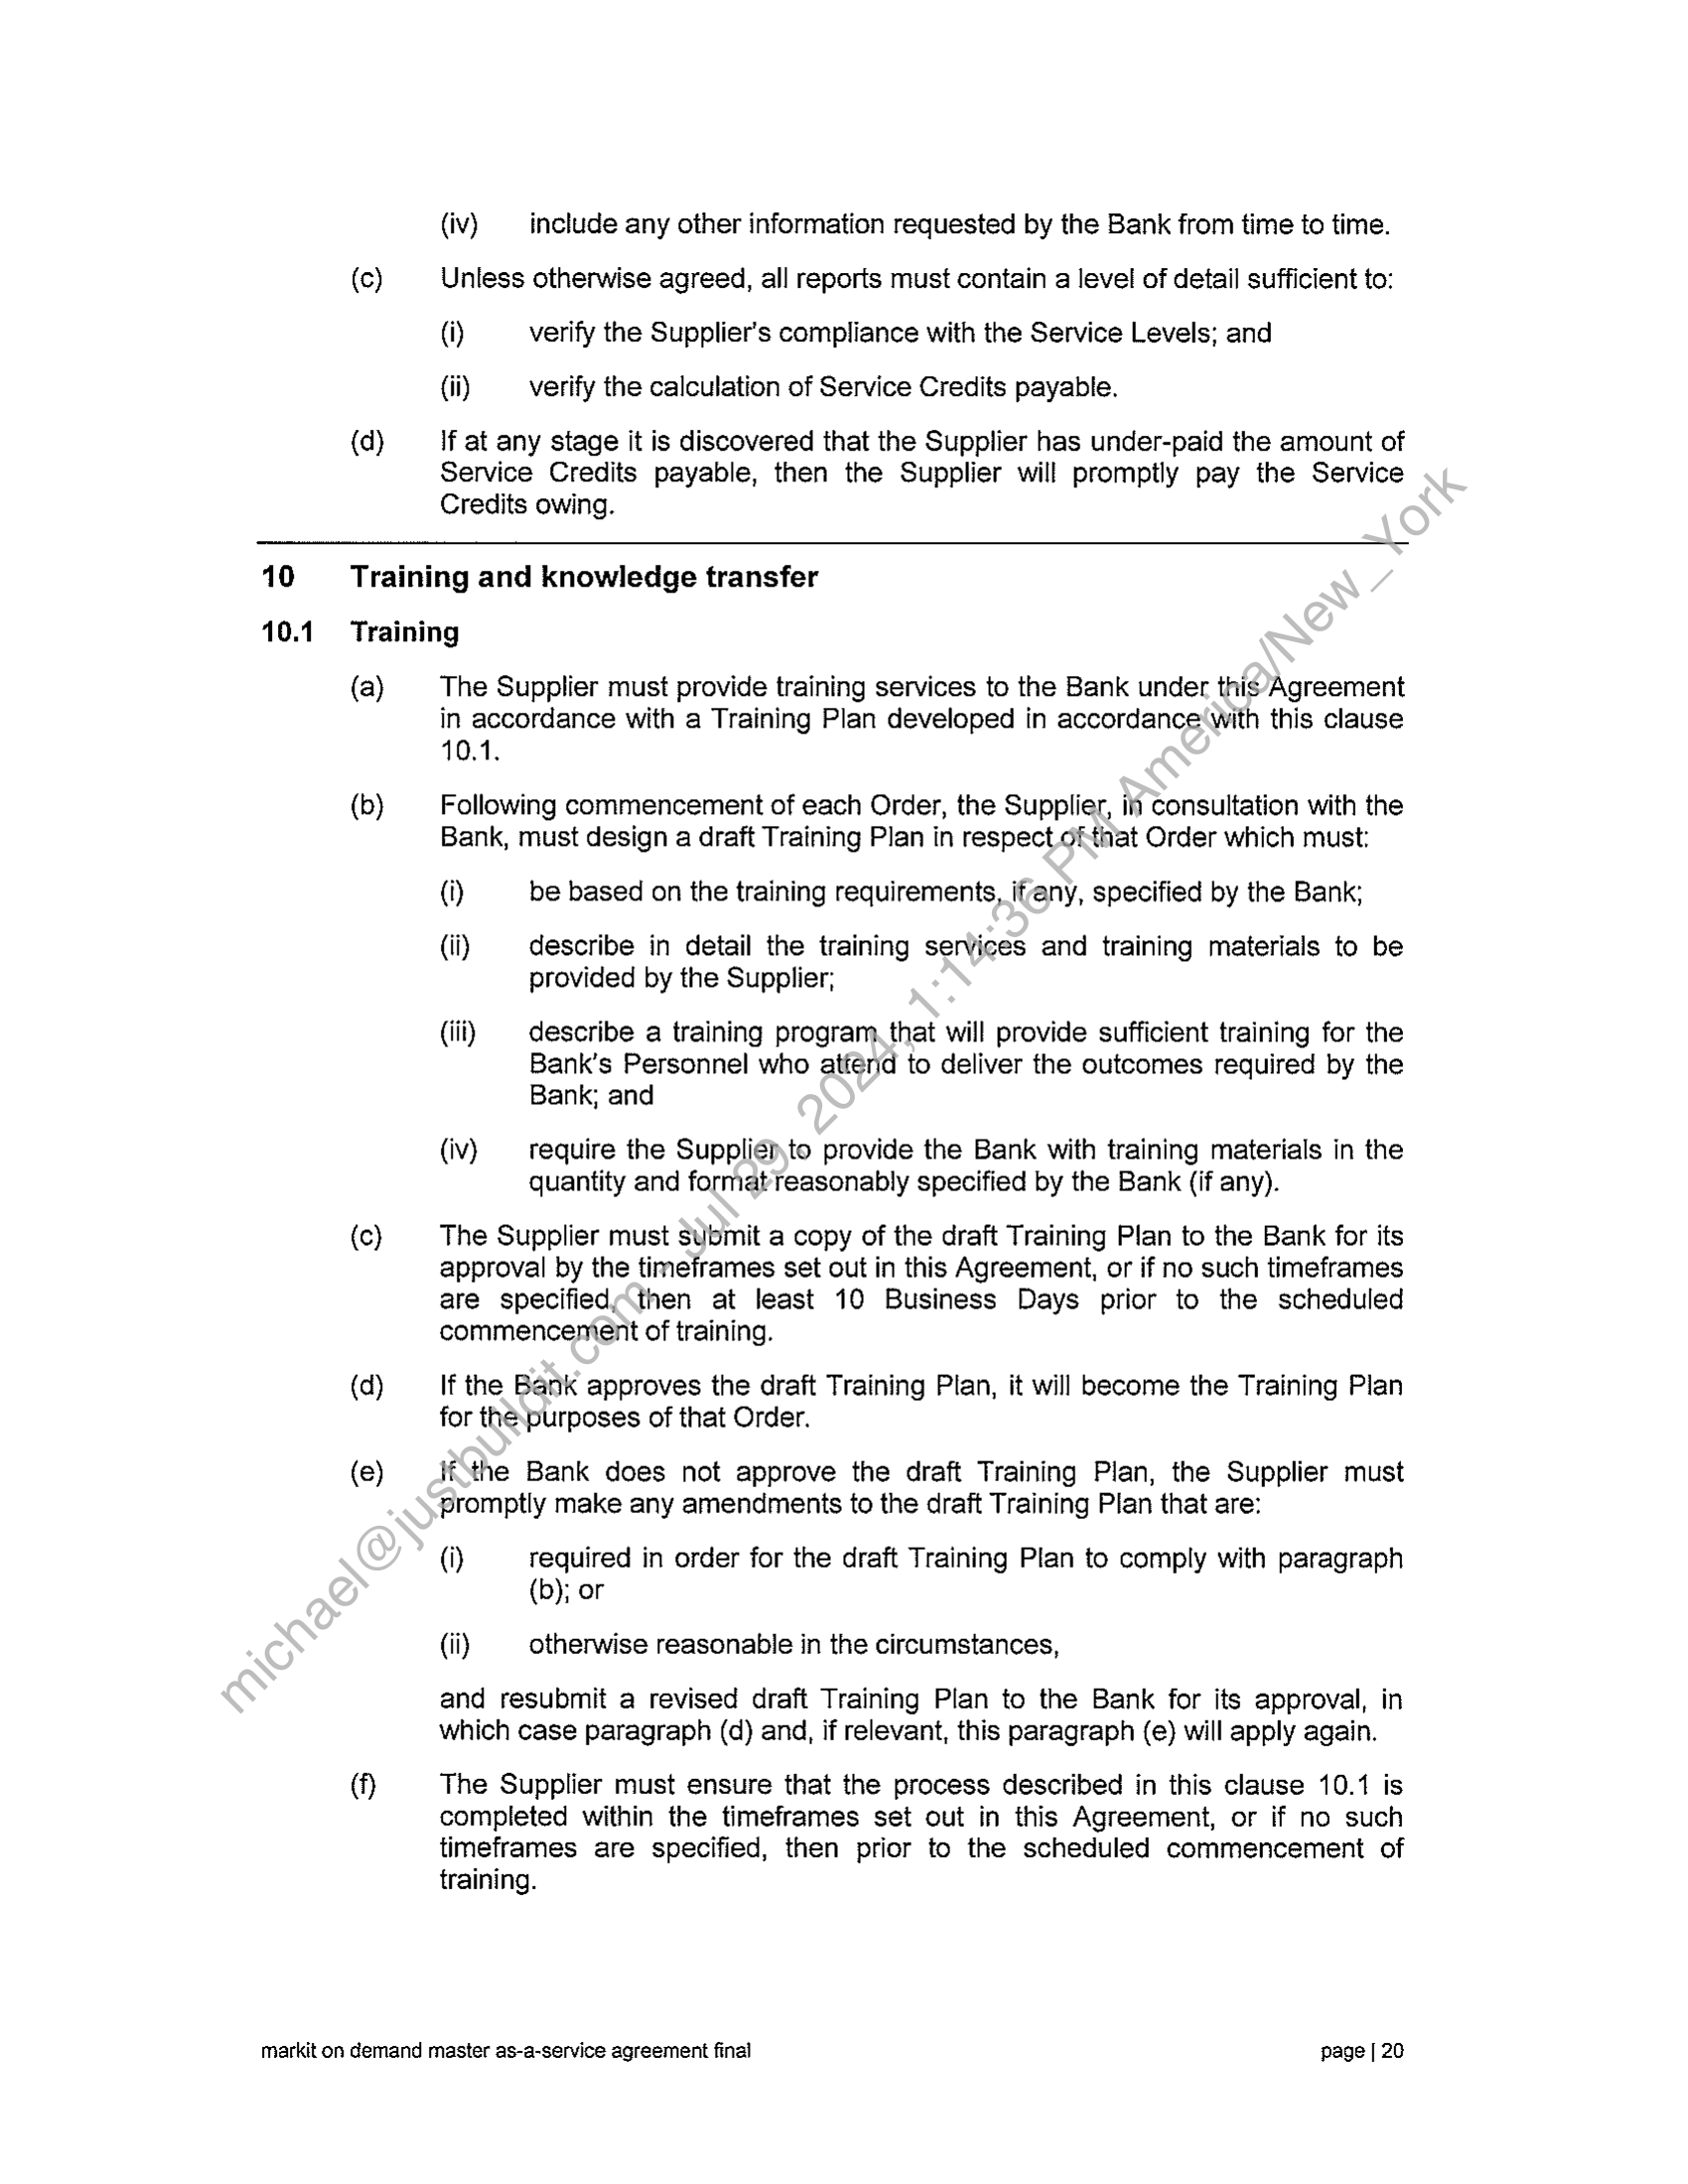 (iv) include any other information requested by the Bank from time to time.
(c) Unless otherwise agreed, all reports must contain a level of detail sufficient to:
(i) verify the Supplier's compliance with the Service Levels; and
(ii) verify the calculation of Service Credits payable.
(d) If at any stage it is discovered that the Supplier has under-paid the amount of
Service Credits payable, then the Supplier will promptly pay the Service
Credits owing.
10 Training and knowledge transfer
10.1 Training
(a) The Supplier must provide training services to the Bank under this Agreement
in accordance with a Training Plan developed in accordance with this clause
10.1.
(b) Following commencement of each Order, the Supplier, in consultation with the
Bank, must design a draft Training Plan in respect of that Order which must:
(i) be based on the training requirements, if any, specified by the Bank;
(ii) describe in detail the training services and training materials to be
provided by the Supplier;
(iii) describe a training program that will provide sufficient training for the
Bank's Personnel who attend to deliver the outcomes required by the
Bank; and
(iv) require the Supplier to provide the Bank with training materials in the
quantity and format reasonably specified by the Bank (if any).
(c) The Supplier must submit a copy of the draft Training Plan to the Bank for its
approval by the timeframes set out in this Agreement, or if no such timeframes
are specified, then at least 10 Business Days prior to the scheduled
commencement of training.
(d) If the Bank approves the draft Training Plan, it will become the Training Plan
for the purposes of that Order.
(e) If the Bank does not approve the draft Training Plan, the Supplier must
promptly make any amendments to the draft Training Plan that are:
(i) required in order for the draft Training Plan to comply with paragraph
(b); or
(ii) otherwise reasonable in the circumstances,
and resubmit a revised draft Training Plan to the Bank for its approval, in
which case paragraph (d) and, if relevant, this paragraph (e) will apply again.
(f) The Supplier must ensure that the process described in this clause 10.1 is
completed within the timeframes set out in this Agreement, or if no such
timeframes are specified, then prior to the scheduled commencement of
training.
markit on demand master as-a-service agreement final page | 20
michael@justbuildit.com - Jul 29, 2024, 1:14:36 PM America/New_York